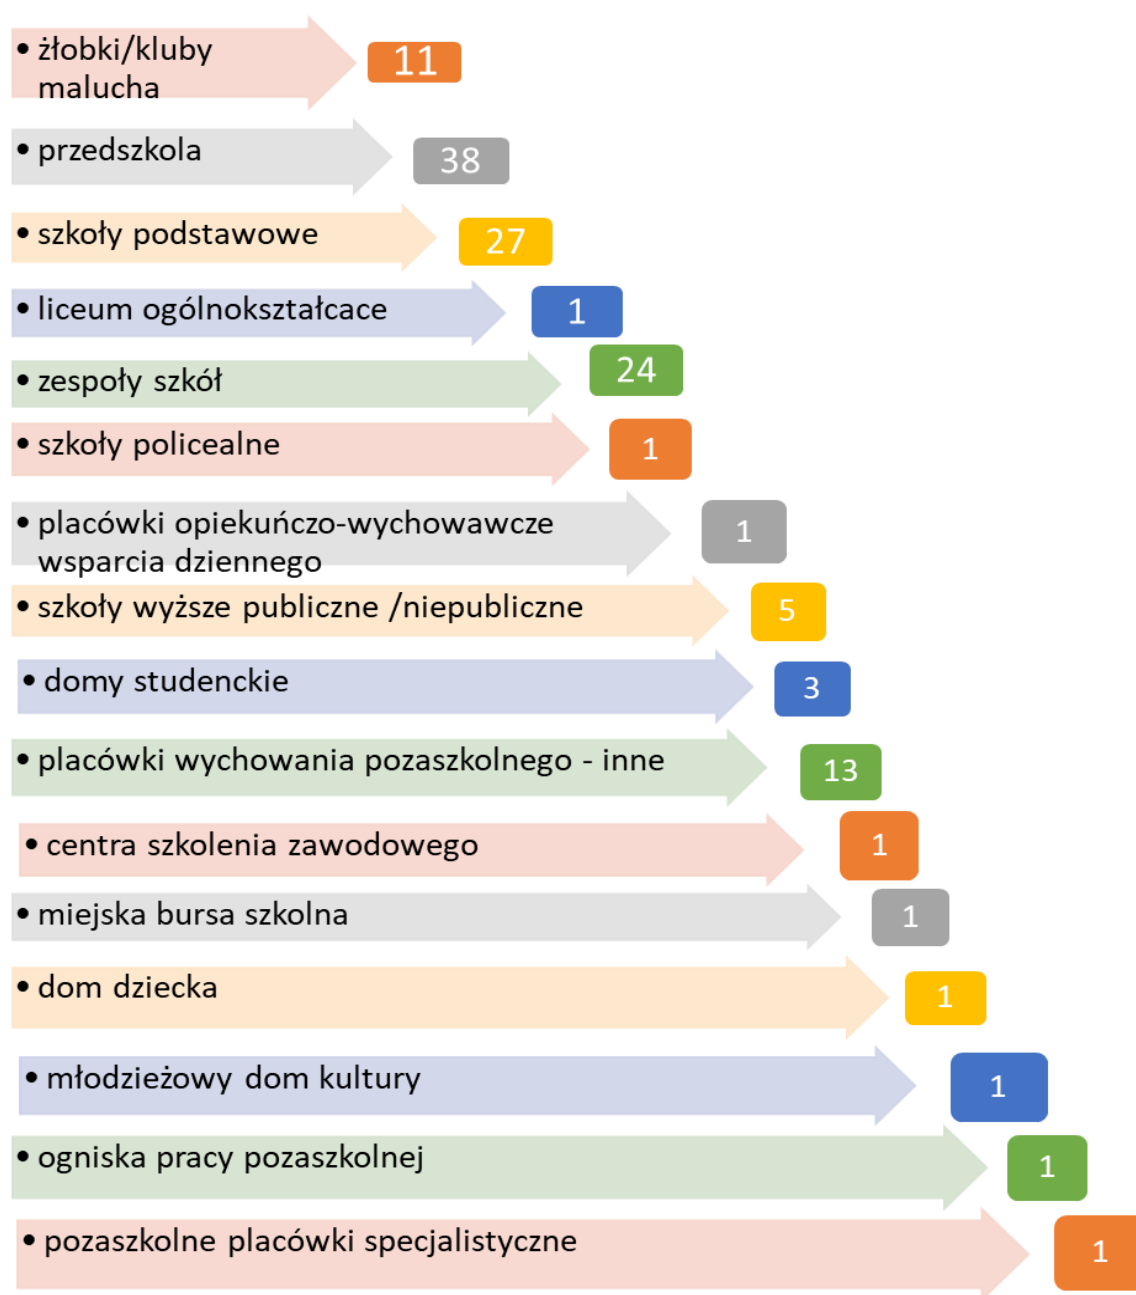 • żłobki/kluby
malucha
11
• przedszkola
38
• szkoły podstawowe
27
• liceum ogólnokształcace
1
• zespoły szkół
24
• szkoły policealne
1
• placówki opiekuńczo-wychowawcze
wsparcia dziennego
1
• szkoły wyższe publiczne /niepubliczne
5
• domy studenckie
3
• placówki wychowania pozaszkolnego - inne
13
• centra szkolenia zawodowego
1
• miejska bursa szkolna
1
• dom dziecka
1
• młodzieżowy dom kultury
1
• ogniska pracy pozaszkolnej
1
• pozaszkolne placówki specjalistyczne
1